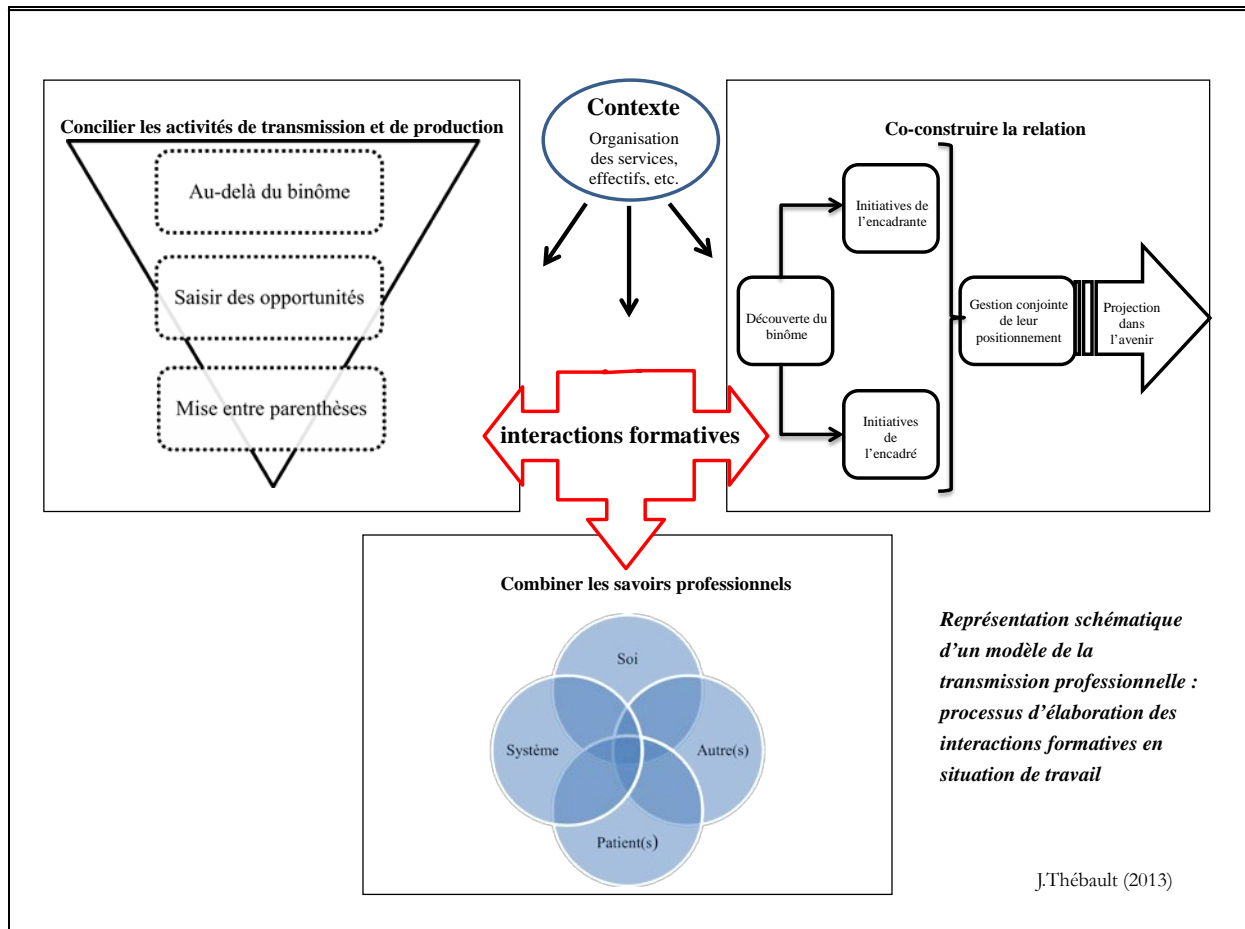 Concilier les activités de transmission et de production
Au-delà du binôme
Saisir des opportunités
Mise entre parenthèses
Contexte
Organisation
des services,
effectifs, etc.
Co-construire la relation
Découverte du
binôme
Initiatives de
l’encadrante
Initiatives
de
l’encadré
Gestion conjointe
de leur
positionnement
Projection
dans
l’avenir
interactions formatives
Combiner les savoirs professionnels
Soi
Système
Autre(s)
Patient(s)
Représentation schématique
d’un modèle de la
transmission professionnelle :
processus d’élaboration des
interactions formatives en
situation de travail
J.Thébault (2013)